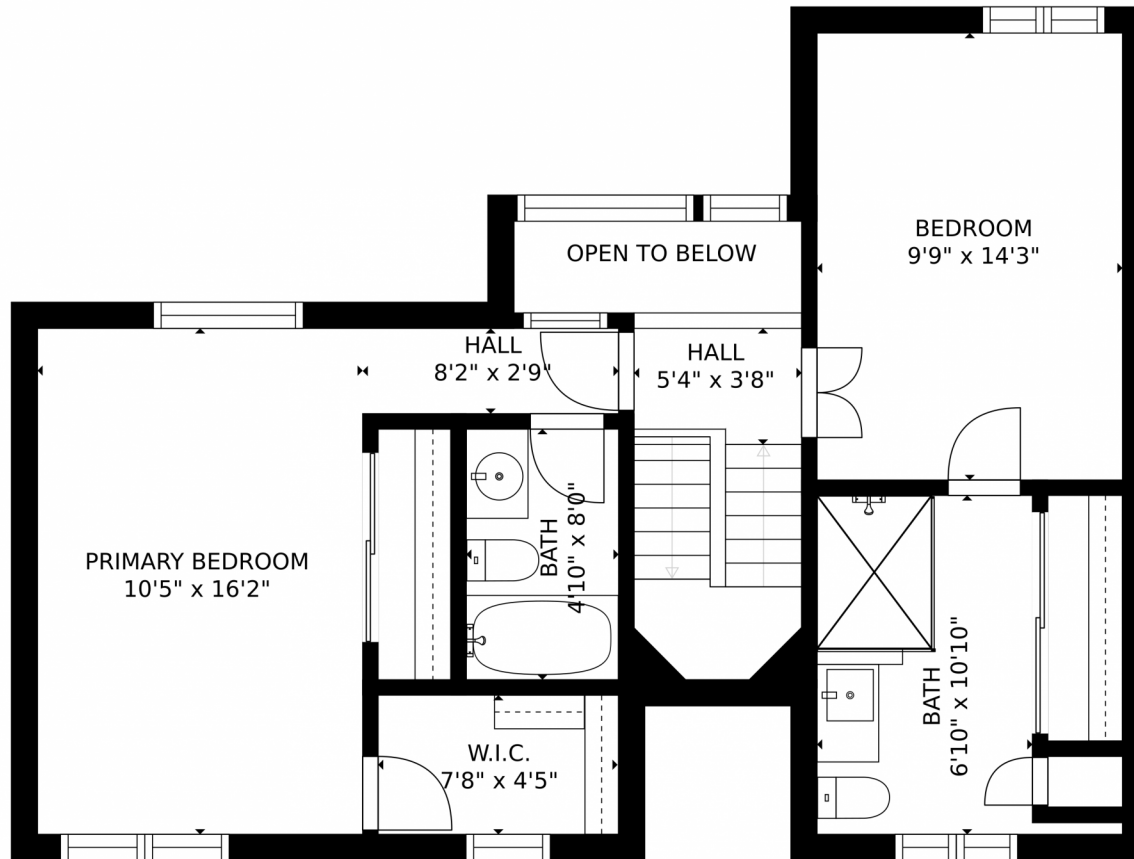 BEDROOM
9'9" x 14'3"
OPEN TO BELOW
HALL
8'2" x 2'9"
HALL
5'4" x 3'8"
PRIMARY BEDROOM
10'5" x 16'2"
BATH
4'10" x 8'0"
BATH
6'10" x 10'10"
W.I.C.
7'8" x 4'5"